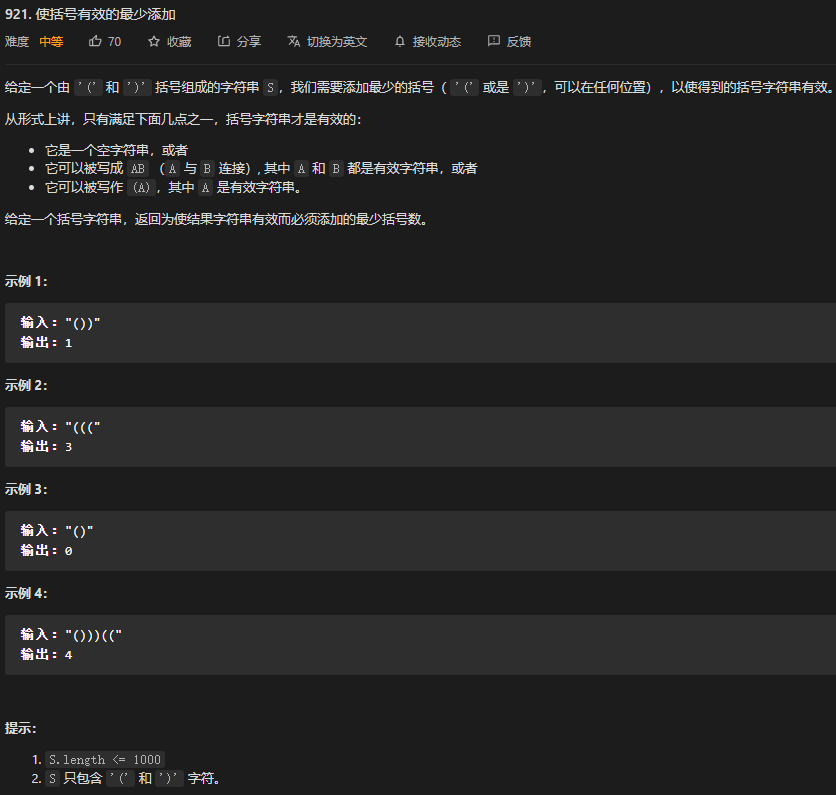 921. 使括号有效的最少添加
难度 中等 70 收藏 分享 切换为英文 接收动态 反馈
给定一个由 '(' 和 ')' 括号组成的字符串 S，我们需要添加最少的括号（ '(' 或是 ')'，可以在任何位置），以使得到的括号字符串有效。
从形式上讲，只有满足下面几点之一，括号字符串才是有效的：
• 它是一个空字符串，或者
• 它可以被写成 AB （A 与 B 连接）, 其中 A 和 B 都是有效字符串，或者
• 它可以被写作 (A)，其中 A 是有效字符串。
给定一个括号字符串，返回为使结果字符串有效而必须添加的最少括号数。
示例 1：
输入："())"
输出：1
示例 2：
输入："((("
输出：3
示例 3：
输入："()"
输出：0
示例 4：
输入："()))(("
输出：4
提示：
1. S.length <= 1000
2. S 只包含 '(' 和 ')' 字符。